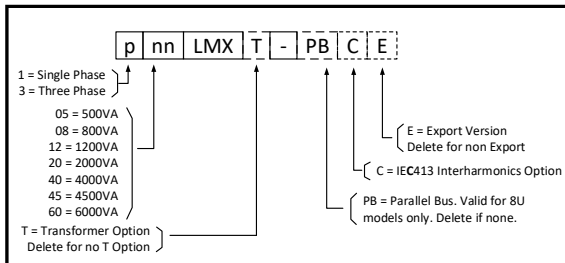 p nn LMX T - PB C E
1 = Single Phase
3 = Three Phase
05 = 500VA
08 = 800VA
12 = 1200VA
20 = 2000VA
40 = 4000VA
45 = 4500VA
60 = 6000VA
T = Transformer Option
Delete for no T Option
E = Export Version
Delete for non Export
C = IEC413 Interharmonics Option
PB = Parallel Bus. Valid for 8U
models only. Delete if none.